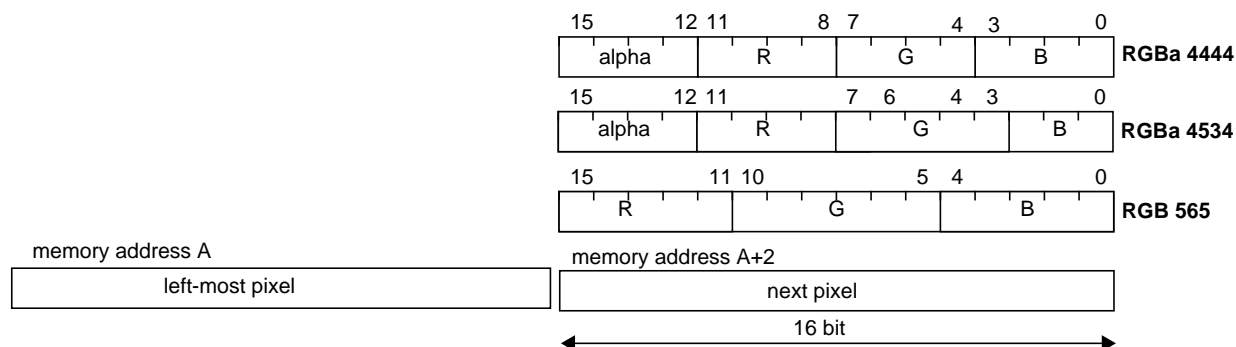 15 12 11 8 7 4 3 0
alpha R G B RGBa 4444
15 12 11 7 6 4 3 0
alpha R G B RGBa 4534
15 11 10 5 4 0
R G B RGB 565
memory address A memory address A+2
left-most pixel next pixel
16 bit